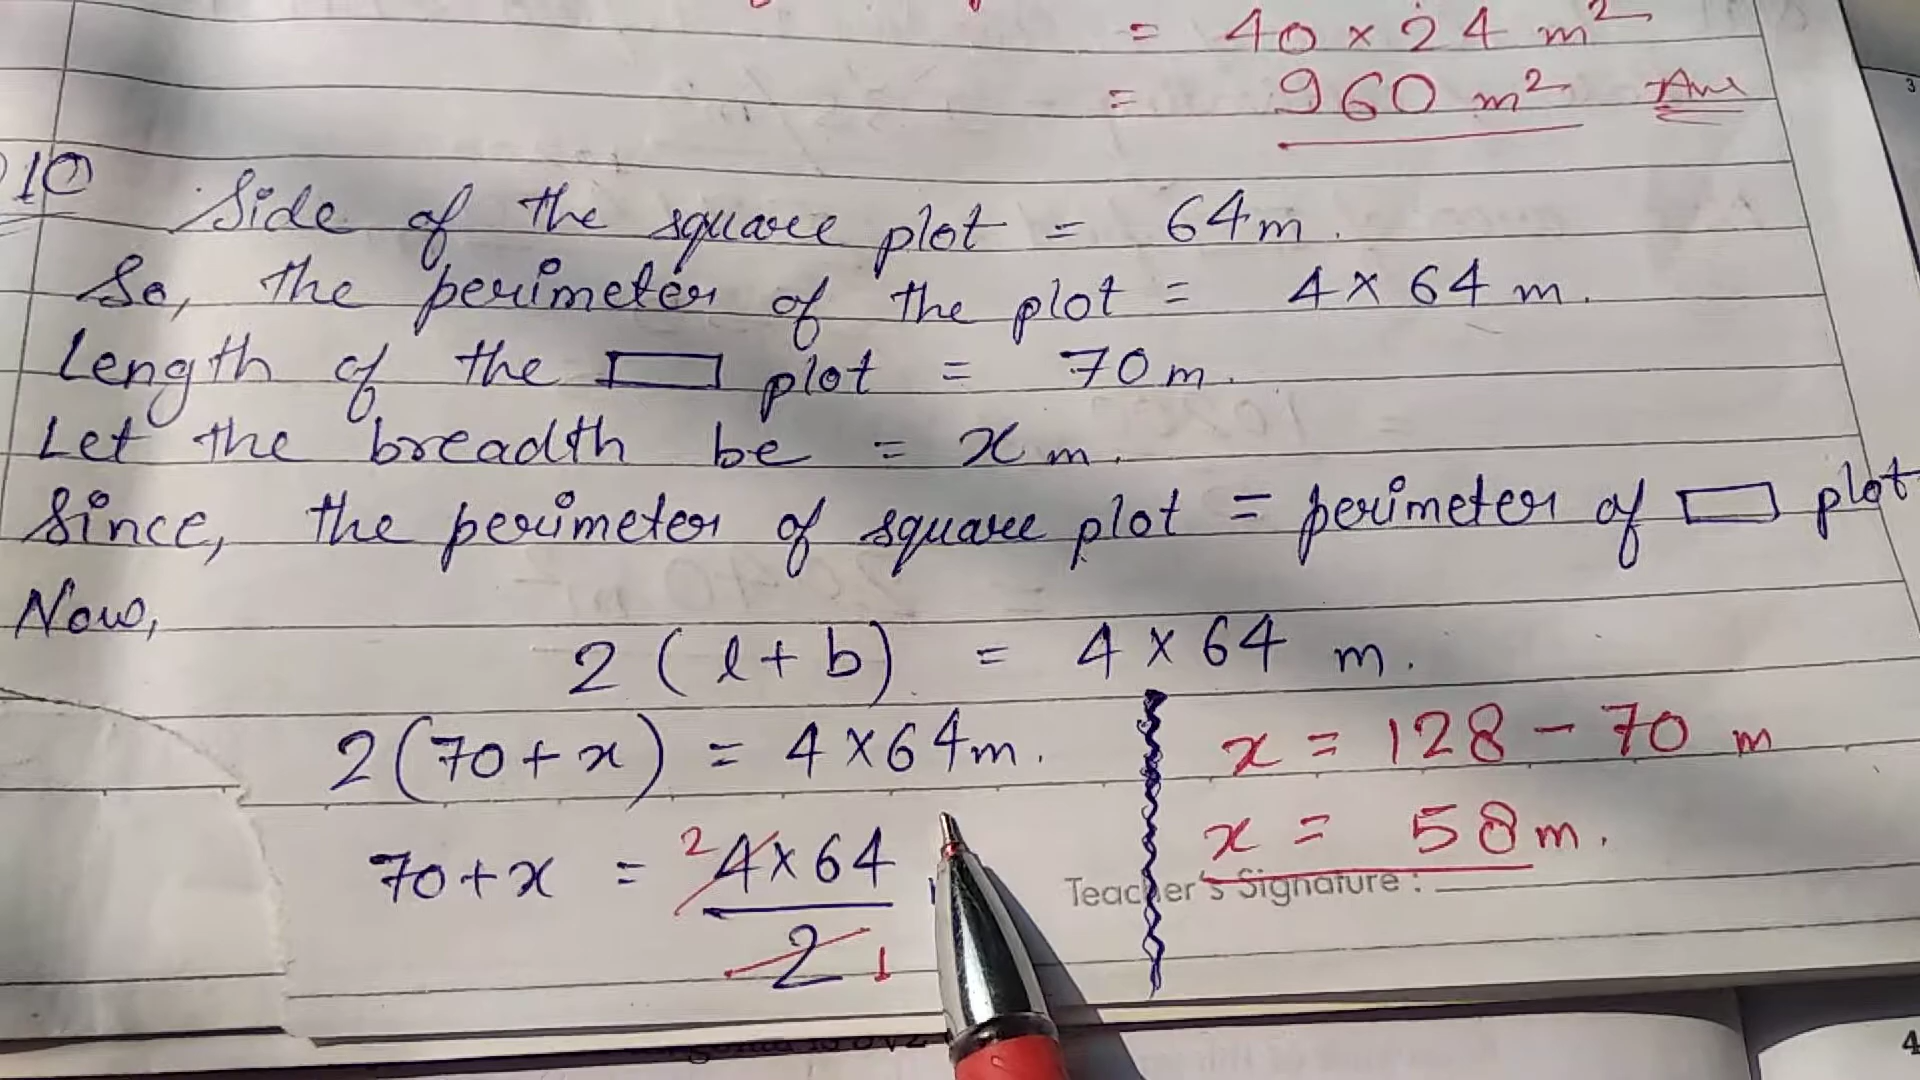 = 40 × 24 m²
= 960 m² Ans
10 Side of the square plot = 64m.
So, the perimeter of the plot = 4 × 64 m.
Length of the ▭ plot = 70 m.
Let the breadth be = x m.
Since, the perimeter of square plot = perimeter of ▭ plot
Now,
2 ( l + b ) = 4 × 64 m.
2 ( 70 + x ) = 4 × 64 m.
70 + x = 2 4 × 64
2 1
x = 128 - 70 m
x = 58 m.
Teacher's Signature :
3
4